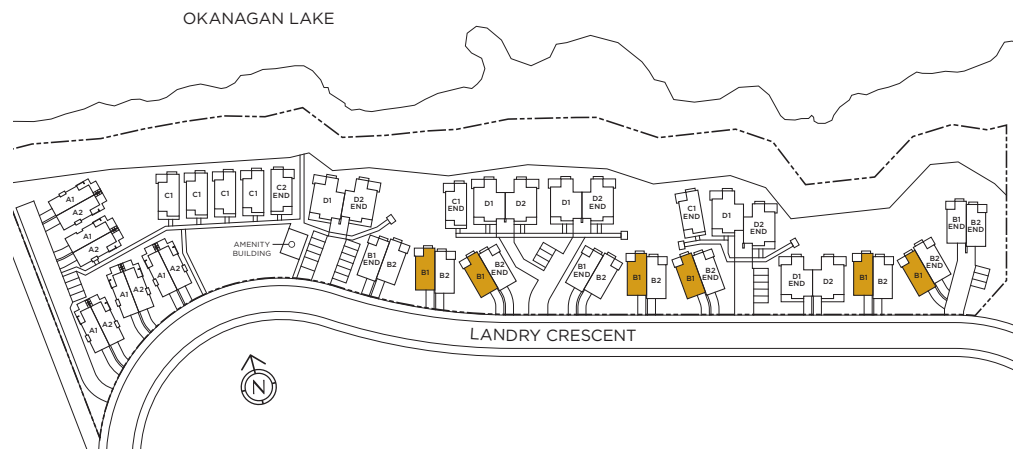 OKANAGAN LAKE
A1
A2
A1
A2
C1
C1
C1
C1
C2
END
D1
D2
END
C1
END
D1
D2
D1
D2
END
C1
END
D1
D2
END
B1
END
B2
END
AMENITY
BUILDING
A1
A2
A1
A2
A1
A2
B1
END
B2
B1
B2
B1
B2
END
B1
END
B2
B1
B2
B1
B2
END
D1
END
D2
B1
B2
B1
B2
END
LANDRY CRESCENT
N